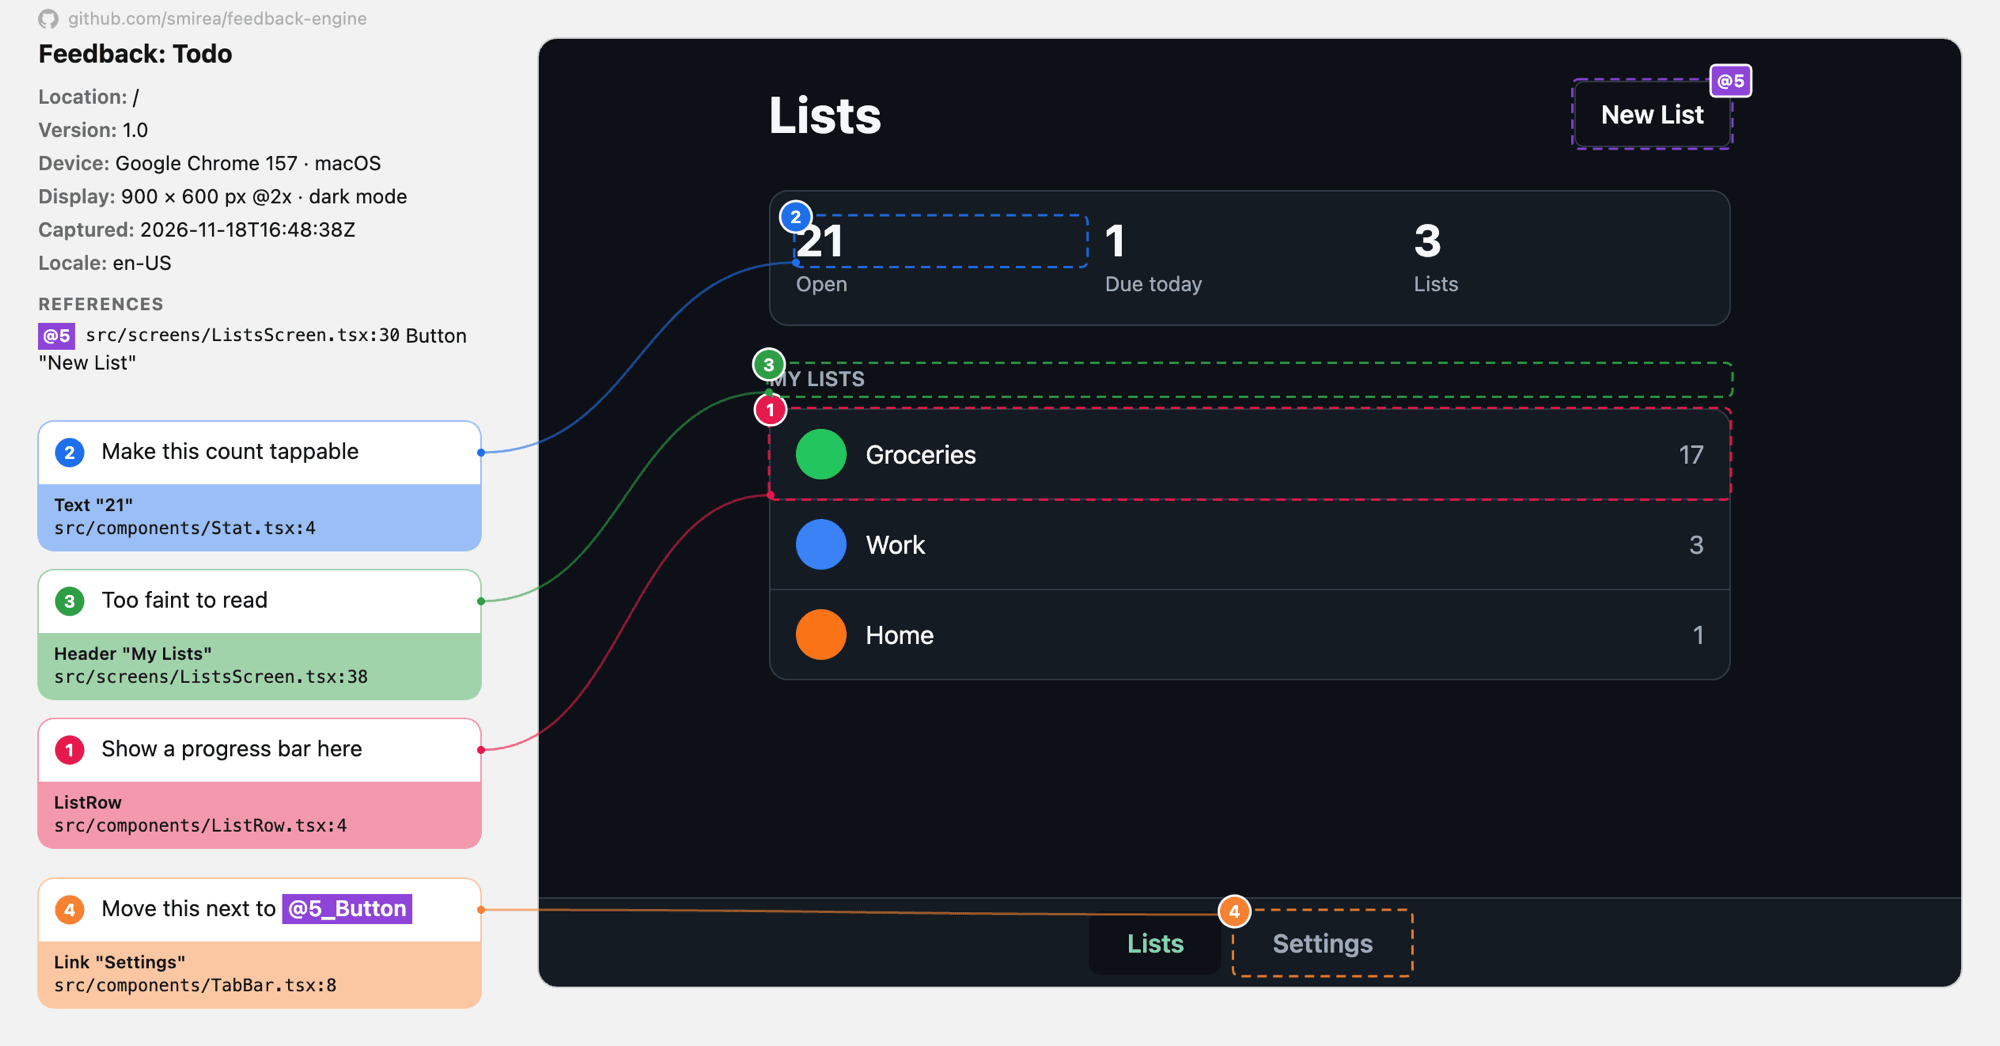 github.com/smirea/feedback-engine
Feedback: Todo
Location: /
Version: 1.0
Device: Google Chrome 157 · macOS
Display: 900 × 600 px @2x · dark mode
Captured: 2026-11-18T16:48:38Z
Locale: en-US
REFERENCES
@5 src/screens/ListsScreen.tsx:30 Button
"New List"
2 Make this count tappable
Text "21"
src/components/Stat.tsx:4
3 Too faint to read
Header "My Lists"
src/screens/ListsScreen.tsx:38
1 Show a progress bar here
ListRow
src/components/ListRow.tsx:4
4 Move this next to @5_Button
Link "Settings"
src/components/TabBar.tsx:8
Lists
New List
@5
2
21 1 3
Open Due today Lists
3
MY LISTS
1
Groceries 17
Work 3
Home 1
4
Lists Settings